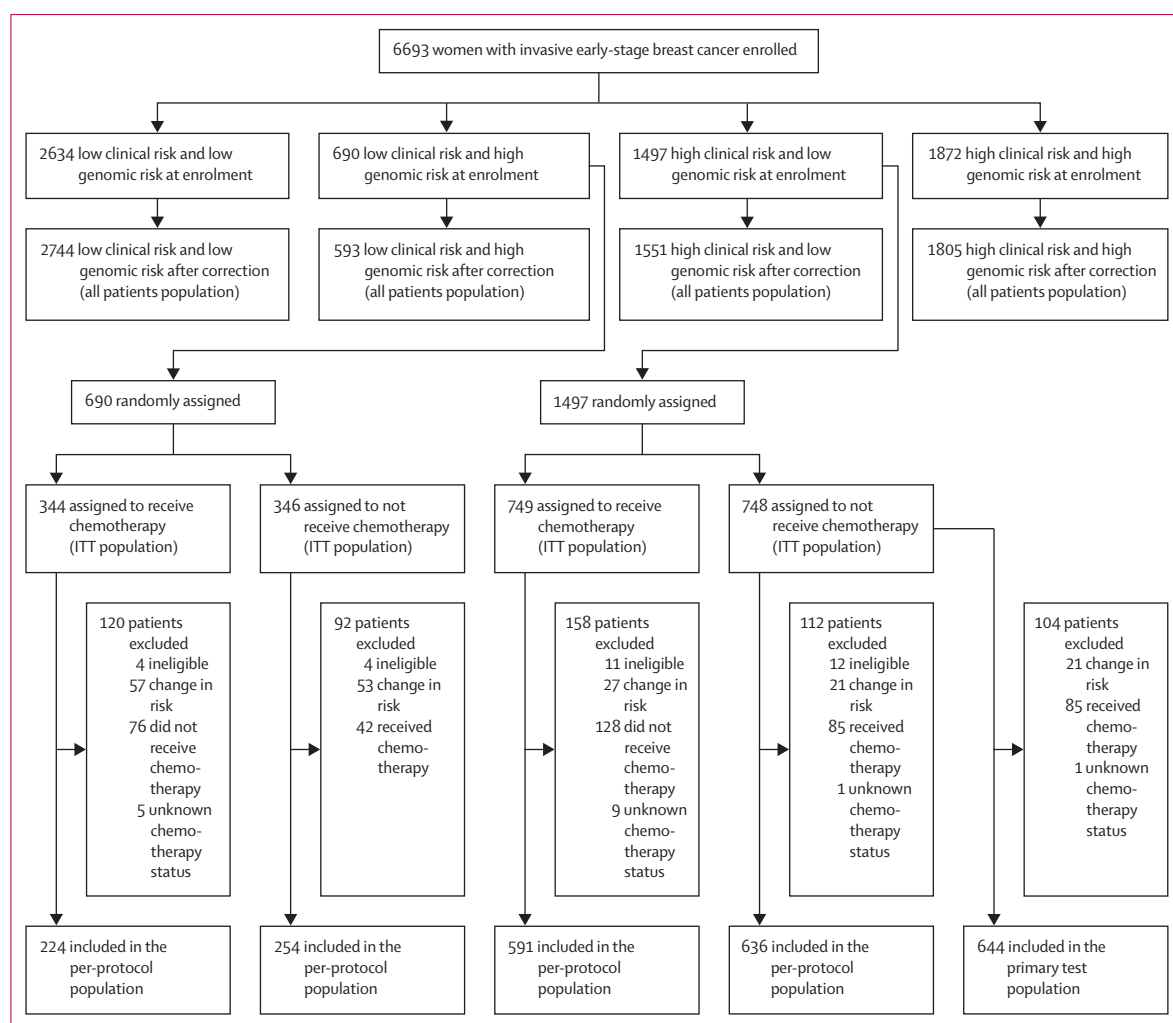 6693 women with invasive early-stage breast cancer enrolled
2634 low clinical risk and low
genomic risk at enrolment
690 low clinical risk and high
genomic risk at enrolment
1497 high clinical risk and low
genomic risk at enrolment
1872 high clinical risk and high
genomic risk at enrolment
2744 low clinical risk and low
genomic risk after correction
(all patients population)
593 low clinical risk and high
genomic risk after correction
(all patients population)
1551 high clinical risk and low
genomic risk after correction
(all patients population)
1805 high clinical risk and high
genomic risk after correction
(all patients population)
690 randomly assigned
1497 randomly assigned
344 assigned to receive
chemotherapy
(ITT population)
346 assigned to not
receive chemotherapy
(ITT population)
749 assigned to receive
chemotherapy
(ITT population)
748 assigned to not
receive chemotherapy
(ITT population)
120 patients
excluded
4 ineligible
57 change in
risk
76 did not
receive
chemo-
therapy
5 unknown
chemo-
therapy
status
92 patients
excluded
4 ineligible
53 change in
risk
42 received
chemo-
therapy
158 patients
excluded
11 ineligible
27 change in
risk
128 did not
receive
chemo-
therapy
9 unknown
chemo-
therapy
status
112 patients
excluded
12 ineligible
21 change in
risk
85 received
chemo-
therapy
1 unknown
chemo-
therapy
status
104 patients
excluded
21 change in
risk
85 received
chemo-
therapy
1 unknown
chemo-
therapy
status
224 included in the
per-protocol
population
254 included in the
per-protocol
population
591 included in the
per-protocol
population
636 included in the
per-protocol population
644 included in the
primary test
population